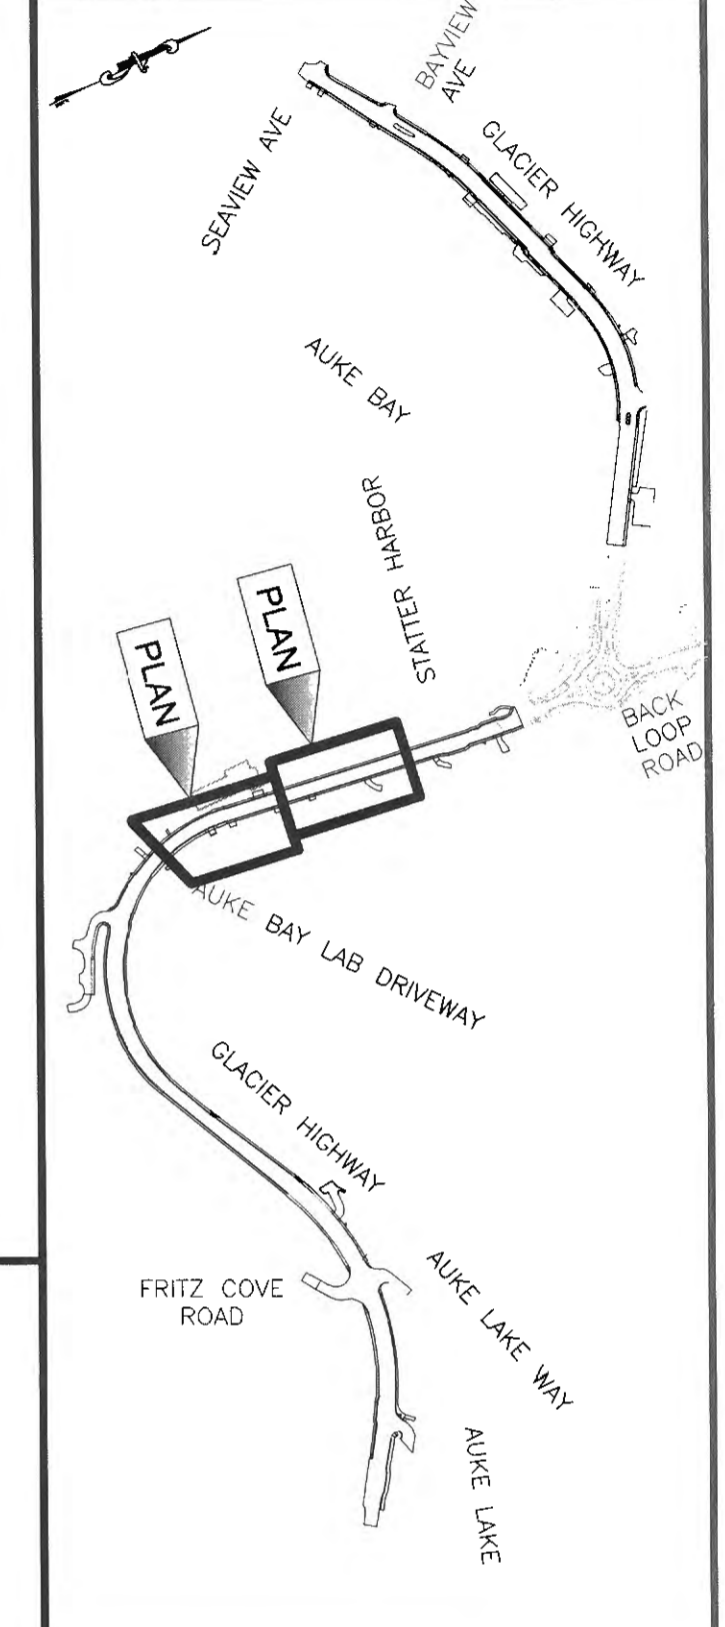 BAYVIEW
AVE
SEAVIEW AVE
GLACIER HIGHWAY
AUKE BAY
STATTER HARBOR
PLAN
PLAN
BACK
LOOP
ROAD
AUKE BAY LAB DRIVEWAY
GLACIER HIGHWAY
FRITZ COVE
ROAD
AUKE LAKE WAY
AUKE LAKE